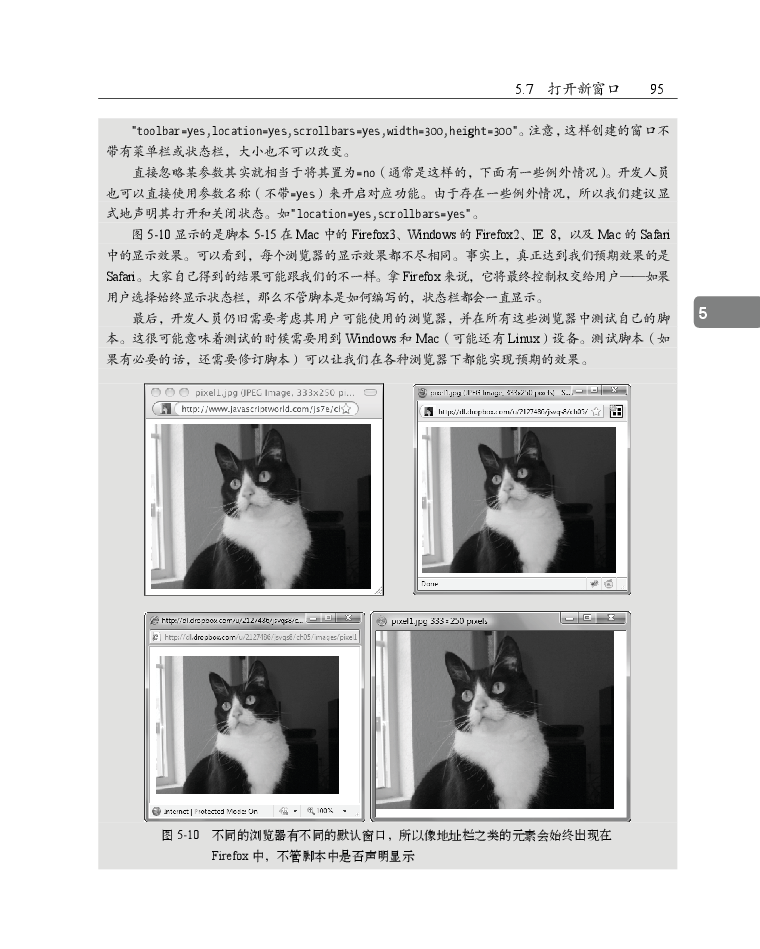 5.7 打开新窗口 95
"toolbar=yes,location=yes,scrollbars=yes,width=300,height=300"。注意，这样创建的窗口不
带有菜单栏或状态栏，大小也不可以改变。
直接忽略某参数其实就相当于将其置为=no（通常是这样的，下面有一些例外情况）。开发人员
也可以直接使用参数名称（不带=yes）来开启对应功能。由于存在一些例外情况，所以我们建议显
式地声明其打开和关闭状态。如"location=yes,scrollbars=yes"。
图 5-10 显示的是脚本 5-15 在 Mac 中的 Firefox3、Windows 的 Firefox2、IE 8，以及 Mac 的 Safari
中的显示效果。可以看到，每个浏览器的显示效果都不尽相同。事实上，真正达到我们预期效果的是
Safari。大家自己得到的结果可能跟我们的不一样。拿 Firefox 来说，它将最终控制权交给用户——如果
用户选择始终显示状态栏，那么不管脚本是如何编写的，状态栏都会一直显示。
5
最后，开发人员仍旧需要考虑其用户可能使用的浏览器，并在所有这些浏览器中测试自己的脚
本。这很可能意味着测试的时候需要用到 Windows 和 Mac（可能还有 Linux）设备。测试脚本（如
果有必要的话，还需要修订脚本）可以让我们在各种浏览器下都能实现预期的效果。
pixel1.jpg (JPEG Image, 333x250 pi...
http://www.javascriptworld.com/js7e/ch
pixel1.jpg (JPEG Image, 333x250 pixels) - S...
http://dl.dropbox.com/u/2127486/jsvqs8/ch05/
Done
http://dl.dropbox.com/u/2127486/jsvqs8/c...
http://dl.dropbox.com/u/2127486/jsvqs8/ch05/images/pixel1
Internet | Protected Mode: On 100%
pixel1.jpg 333×250 pixels
图 5-10 不同的浏览器有不同的默认窗口，所以像地址栏之类的元素会始终出现在
Firefox 中，不管脚本中是否声明显示